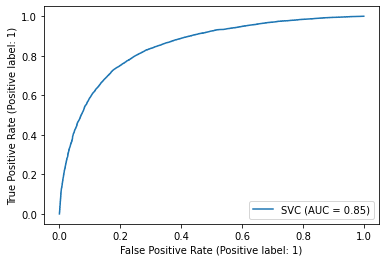 1.0
0.8
0.6
0.4
0.2
0.0
True Positive Rate (Positive label: 1)
SVC (AUC = 0.85)
0.0 0.2 0.4 0.6 0.8 1.0
False Positive Rate (Positive label: 1)